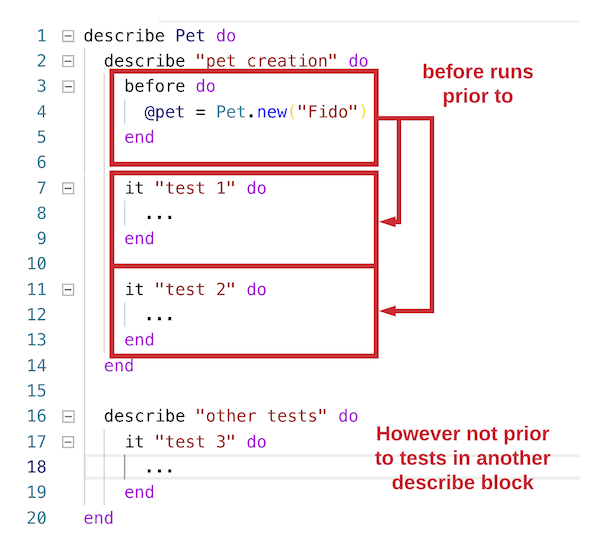 1 describe Pet do
2 describe "pet creation" do
3 before do
4 @pet = Pet.new("Fido")
5 end
6
7 it "test 1" do
8 ...
9 end
10
11 it "test 2" do
12 ...
13 end
14 end
15
16 describe "other tests" do
17 it "test 3" do
18 ...
19 end
20 end
before runs
prior to
However not prior
to tests in another
describe block